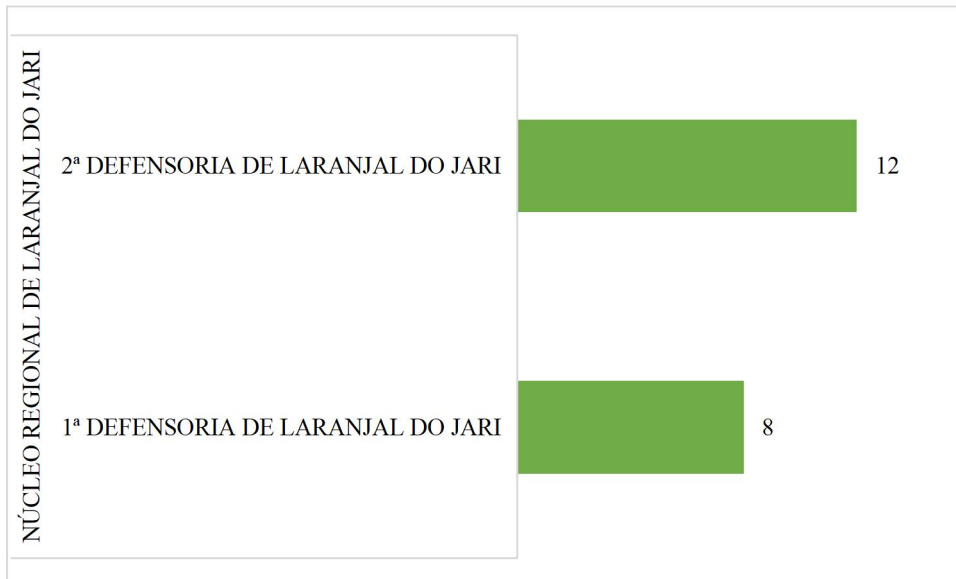 NÚCLEO REGIONAL DE LARANJAL DO JARI
2ª DEFENSORIA DE LARANJAL DO JARI
12
1ª DEFENSORIA DE LARANJAL DO JARI
8